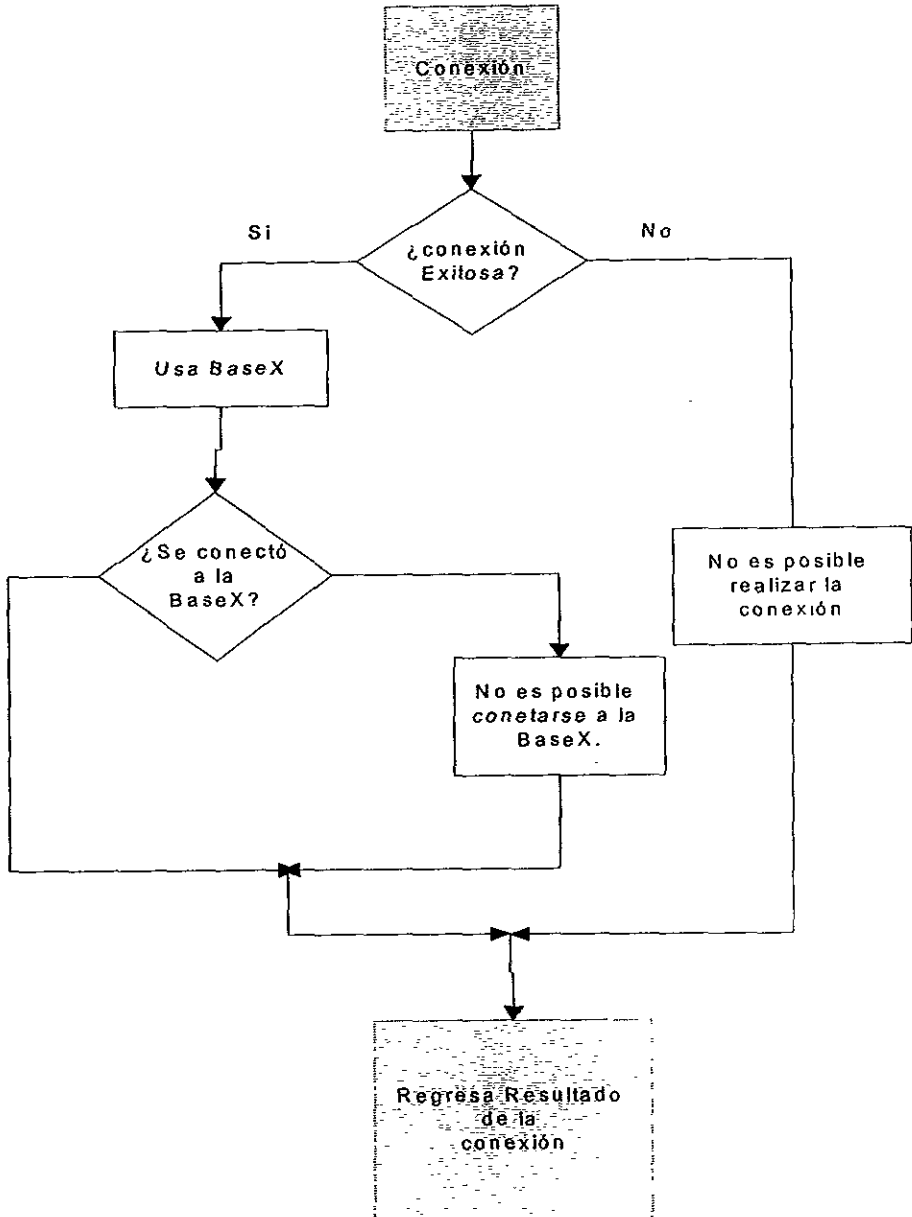 Conexión
Si
No
¿conexión
Exitosa?
Usa BaseX
¿Se conectó
a la
BaseX?
No es posible
realizar la
conexión
No es posible
conetarse a la
BaseX.
Regresa Resultado
de la
conexión